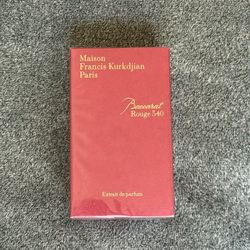 Maison
Francis Kurkdjian
Paris
Baccarat
Rouge 540
Extrait de parfum